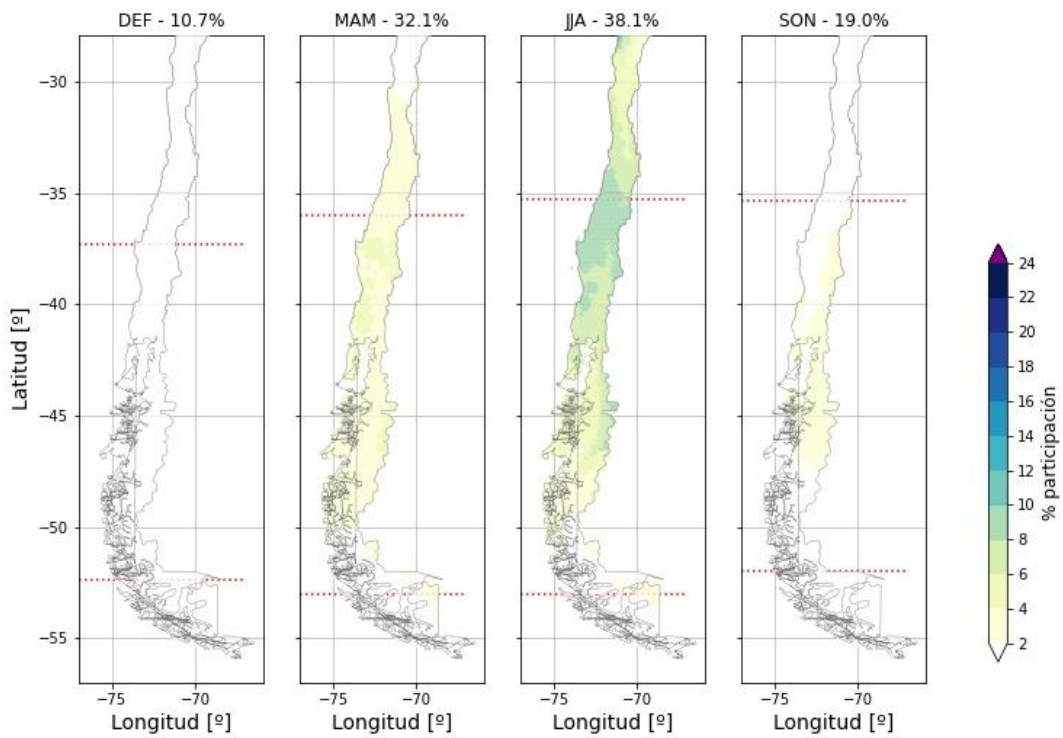 DEF - 10.7%
MAM - 32.1%
JJA - 38.1%
SON - 19.0%
−30
−35
−40
−45
−50
−55
Latitud [º]
−75 −70
−75 −70
−75 −70
−75 −70
Longitud [º]
Longitud [º]
Longitud [º]
Longitud [º]
24
22
20
18
16
14
12
10
8
6
4
2
% participación